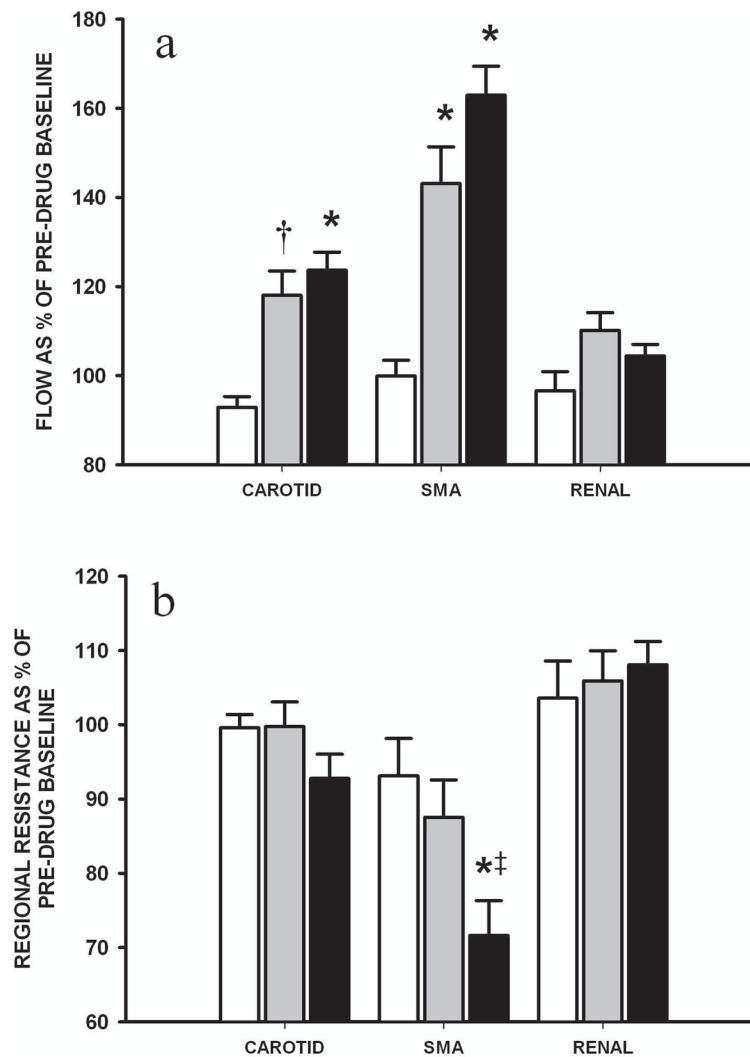 a
FLOW AS % OF PRE-DRUG BASELINE
180
160
140
120
100
80
†
*
*
*
CAROTID SMA RENAL
b
REGIONAL RESISTANCE AS % OF
PRE-DRUG BASELINE
120
110
100
90
80
70
60
*‡
CAROTID SMA RENAL